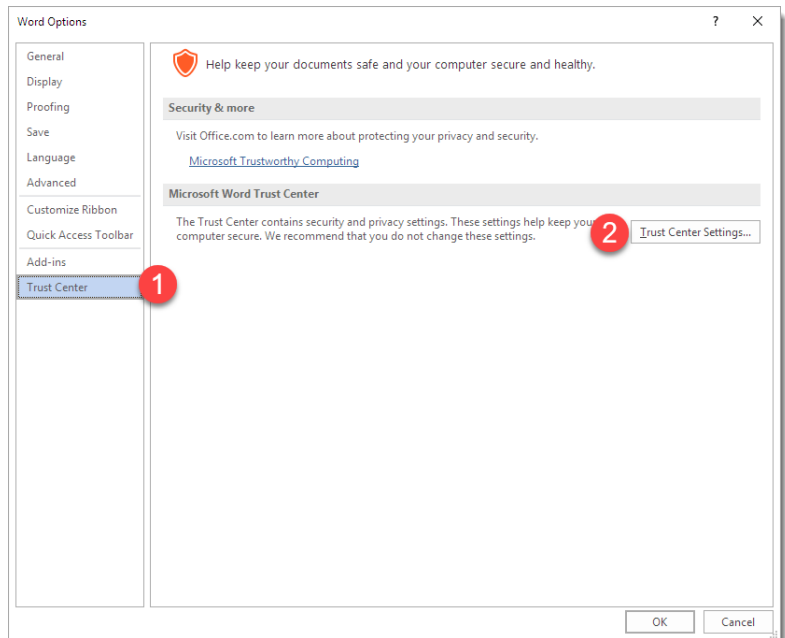 Word Options
?
General
Display
Proofing
Save
Language
Advanced
Customize Ribbon
Quick Access Toolbar
Add-ins
Trust Center
1
Help keep your documents safe and your computer secure and healthy.
Security & more
Visit Office.com to learn more about protecting your privacy and security.
Microsoft Trustworthy Computing
Microsoft Word Trust Center
The Trust Center contains security and privacy settings. These settings help keep your
computer secure. We recommend that you do not change these settings.
2
Trust Center Settings...
OK
Cancel